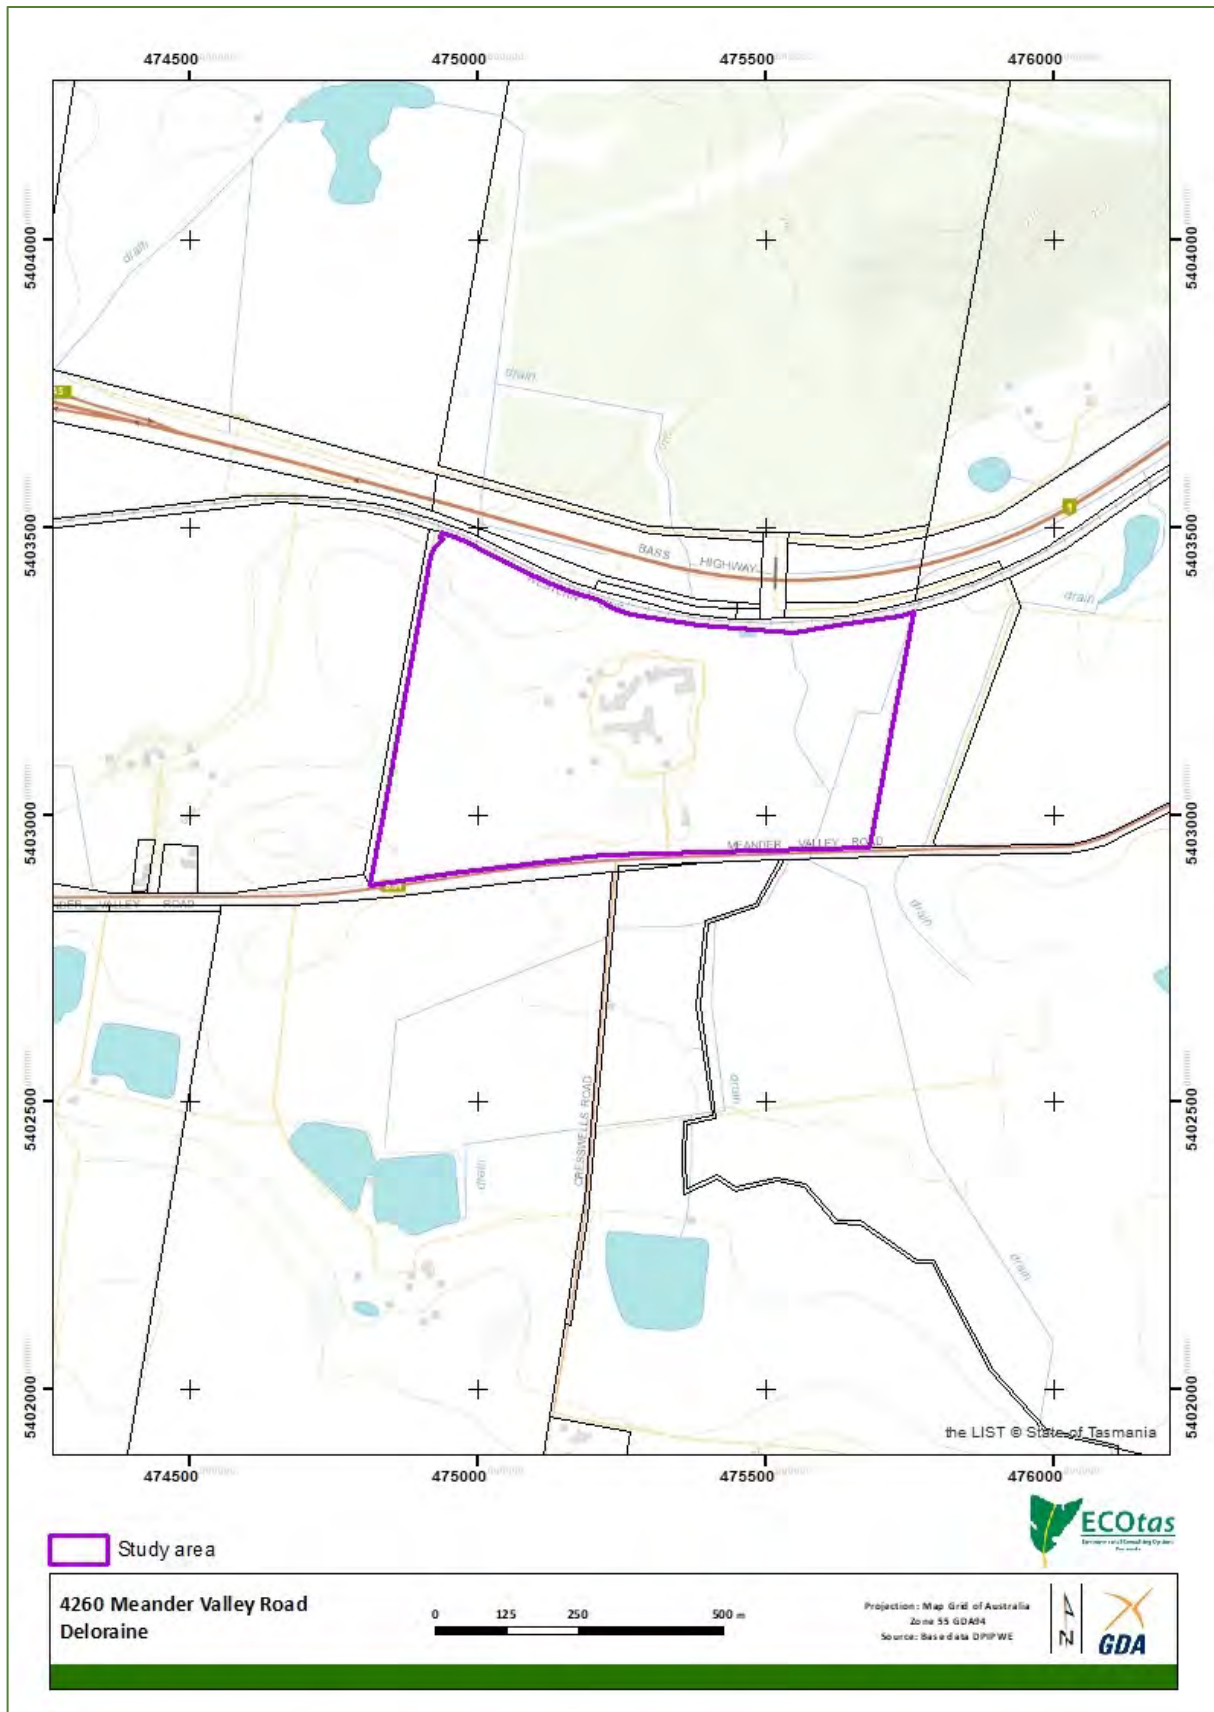 474500 475000 475500 476000
drain
5404000 5404000
drain
1
5403500 5403500
BASS HIGHWAY
drain
5403000 5403000
MEANDER VALLEY ROAD
VALLEY ROAD
drain
5402500 5402500
CRESSWELLS ROAD
drain
drain
drain
5402000 5402000
the LIST © State of Tasmania
474500 475000 475500 476000
Study area
ECOtas
4260 Meander Valley Road
Deloraine
0 125 250 500 m
Projection: Map Grid of Australia
Zone 55 GDA94
Source: Base data DPIPWE
N
GDA